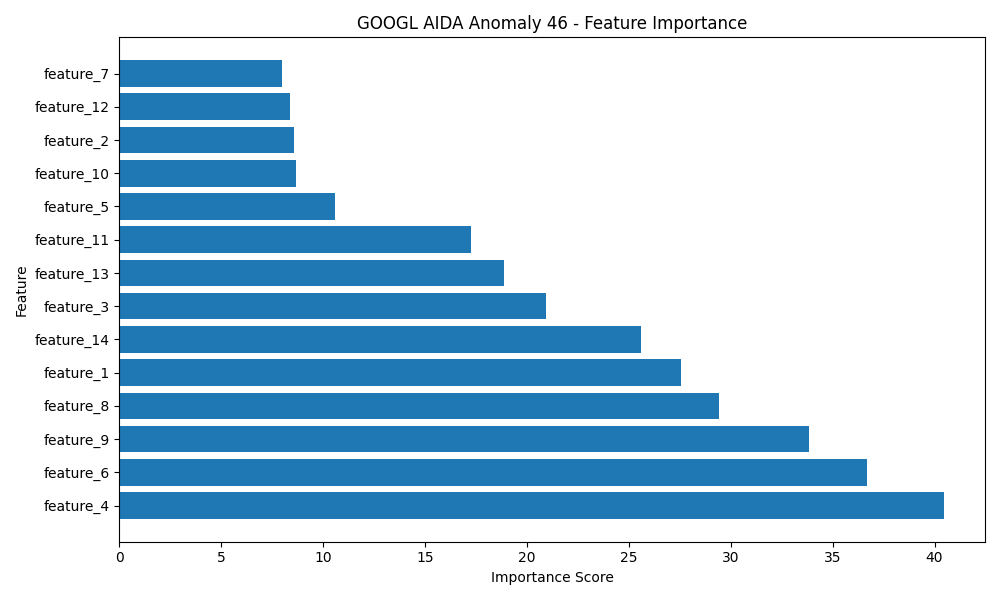 GOOGL AIDA Anomaly 46 - Feature Importance
feature_7
feature_12
feature_2
feature_10
feature_5
feature_11
feature_13
feature_3
feature_14
feature_1
feature_8
feature_9
feature_6
feature_4
Feature
0 5 10 15 20 25 30 35 40
Importance Score